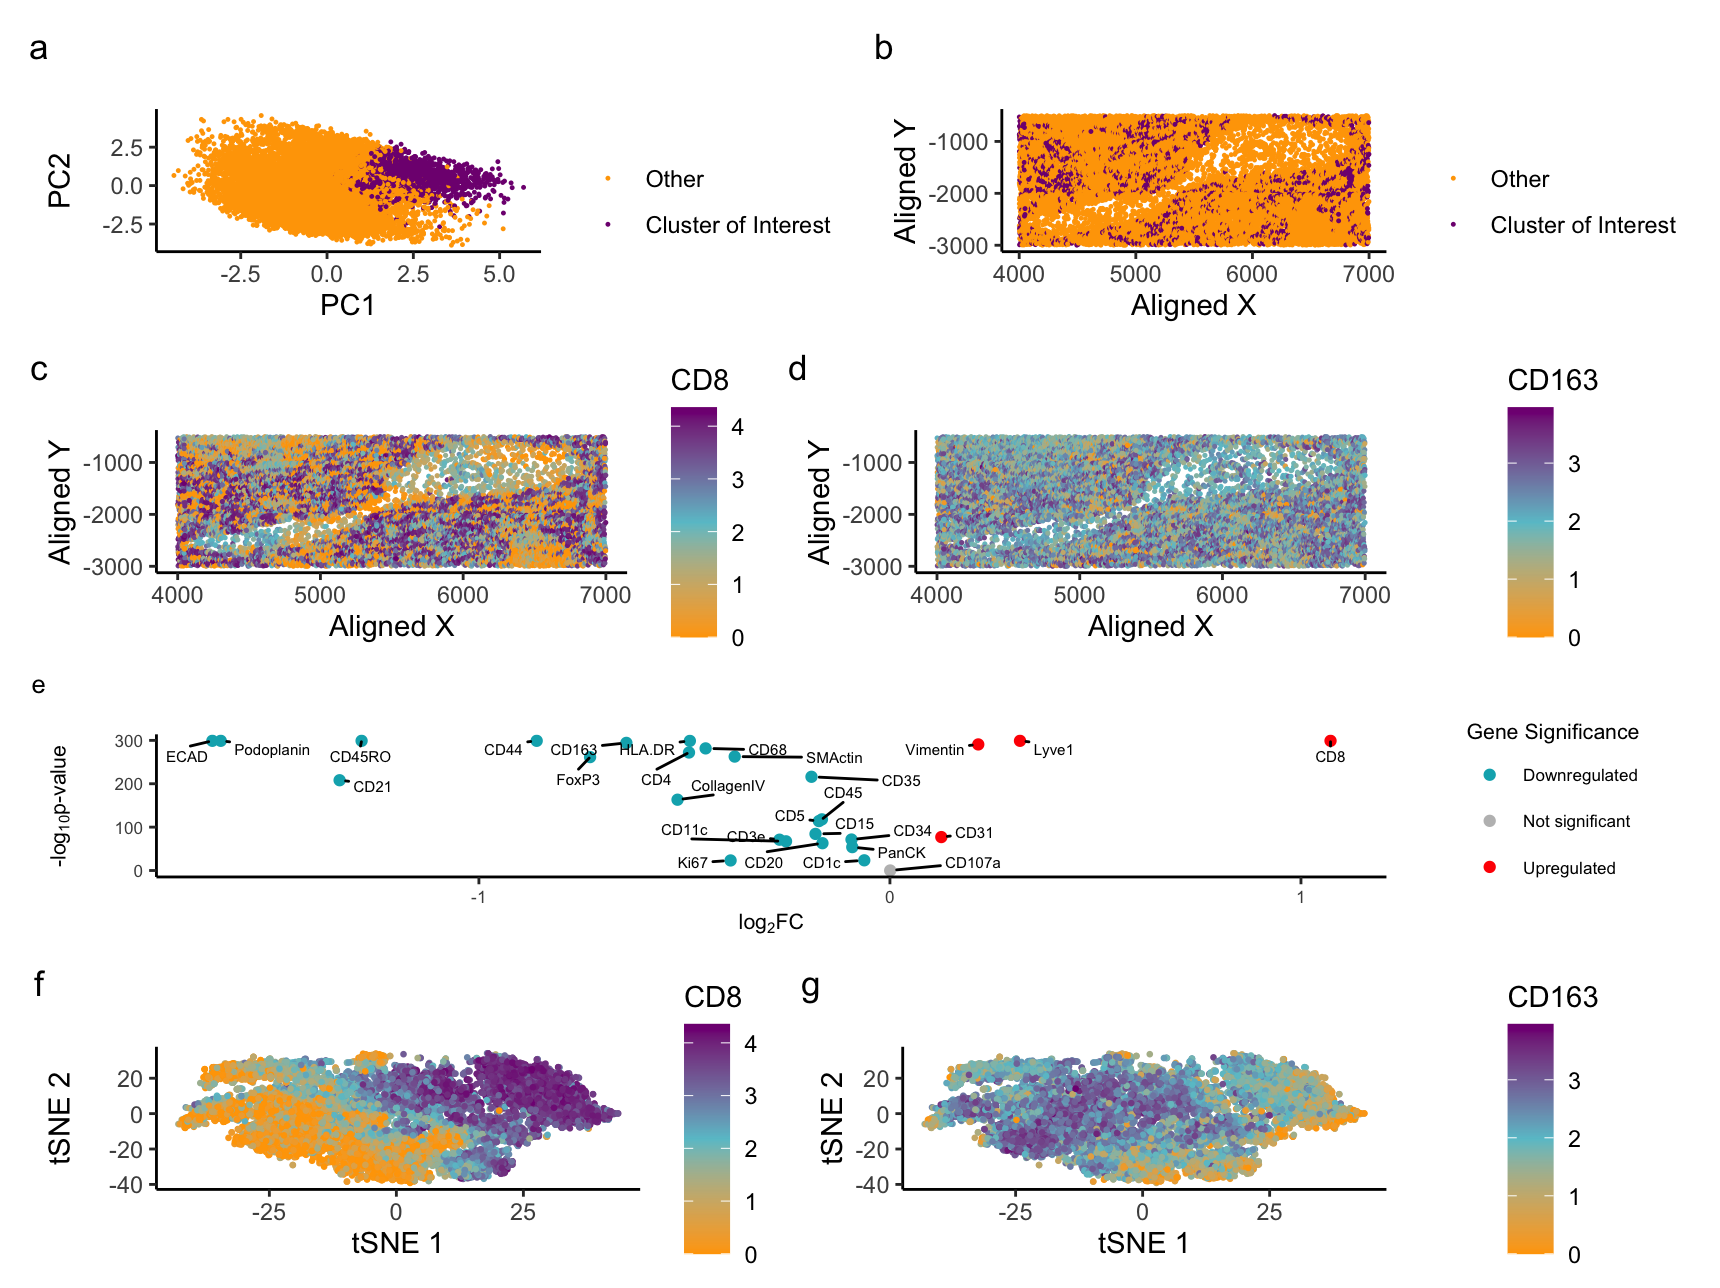 a
PC2
2.5
0.0
-2.5
-2.5
0.0
2.5
5.0
PC1
Other
Cluster of Interest
b
Aligned Y
-1000
-2000
-3000
4000
5000
6000
7000
Aligned X
Other
Cluster of Interest
c
Aligned Y
-1000
-2000
-3000
4000
5000
6000
7000
Aligned X
CD8
4
3
2
1
0
d
Aligned Y
-1000
-2000
-3000
4000
5000
6000
7000
Aligned X
CD163
3
2
1
0
e
-log10p-value
300
200
100
0
ECAD
Podoplanin
CD45RO
CD21
CD44
CD163
HLA.DR
FoxP3
CD4
CD68
SMActin
CollagenIV
CD35
CD45
CD5
CD15
CD11c
CD3e
CD34
Ki67
CD20
CD1c
PanCK
CD107a
CD31
Vimentin
Lyve1
CD8
-1
0
1
log2FC
Gene Significance
Downregulated
Not significant
Upregulated
f
tSNE 2
20
0
-20
-40
-25
0
25
tSNE 1
CD8
4
3
2
1
0
g
tSNE 2
20
0
-20
-40
-25
0
25
tSNE 1
CD163
3
2
1
0